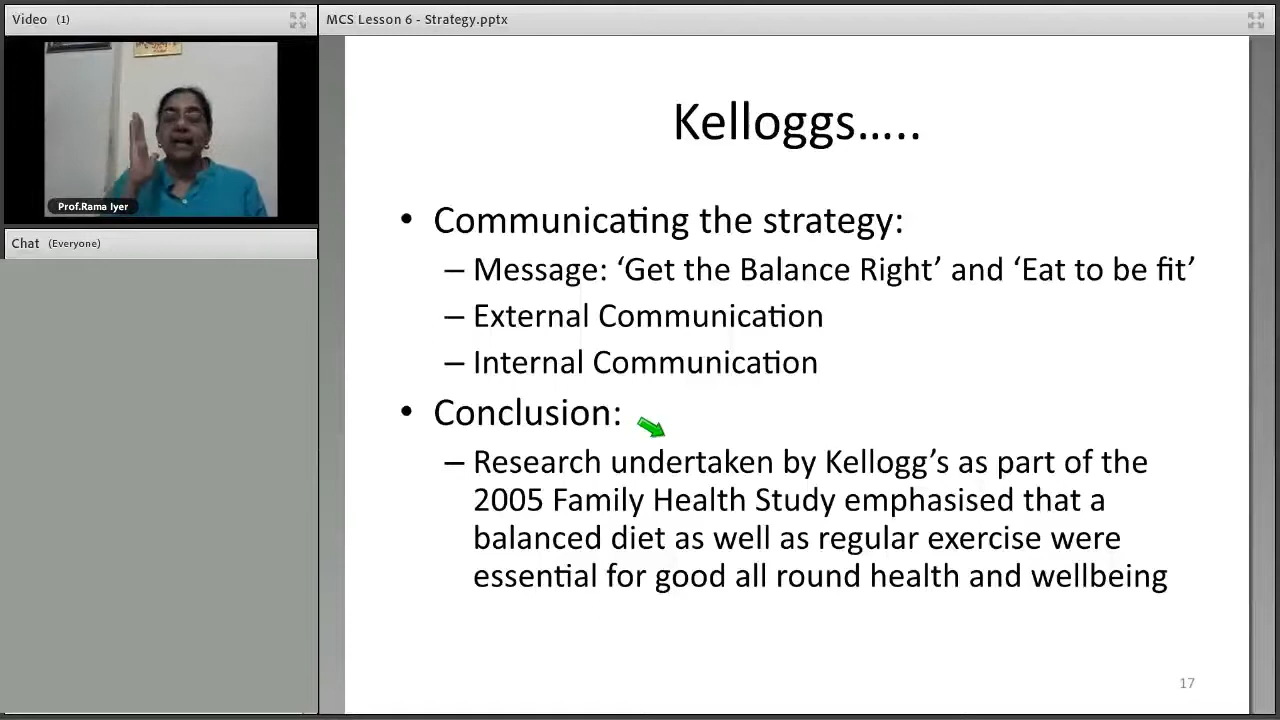 Video (1)
MCS Lesson 6 - Strategy.pptx
Prof.Rama Iyer
Chat (Everyone)
Kelloggs.....
• Communicating the strategy:
– Message: ‘Get the Balance Right’ and ‘Eat to be fit’
– External Communication
– Internal Communication
• Conclusion:
– Research undertaken by Kellogg’s as part of the
2005 Family Health Study emphasised that a
balanced diet as well as regular exercise were
essential for good all round health and wellbeing
17